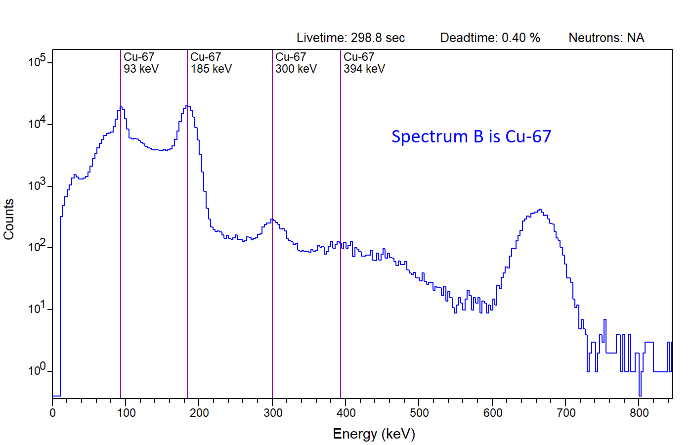 Livetime: 298.8 sec Deadtime: 0.40 % Neutrons: NA
Cu-67 Cu-67 Cu-67 Cu-67
93 keV 185 keV 300 keV 394 keV
Spectrum B is Cu-67
Counts
10^5
10^4
10^3
10^2
10^1
10^0
0 100 200 300 400 500 600 700 800
Energy (keV)